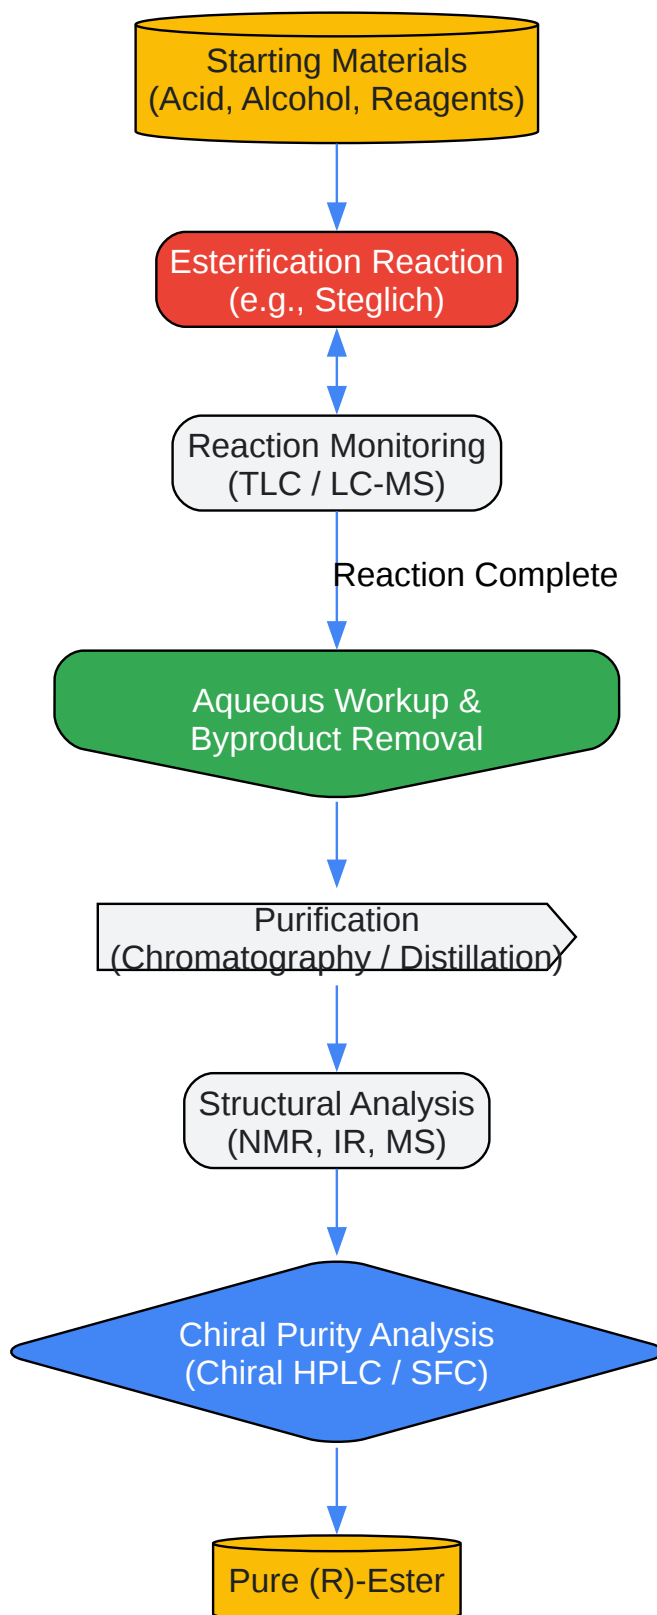 Starting Materials
(Acid, Alcohol, Reagents)
Esterification Reaction
(e.g., Steglich)
Reaction Monitoring
(TLC / LC-MS)
Reaction Complete
Aqueous Workup &
Byproduct Removal
Purification
(Chromatography / Distillation)
Structural Analysis
(NMR, IR, MS)
Chiral Purity Analysis
(Chiral HPLC / SFC)
Pure (R)-Ester